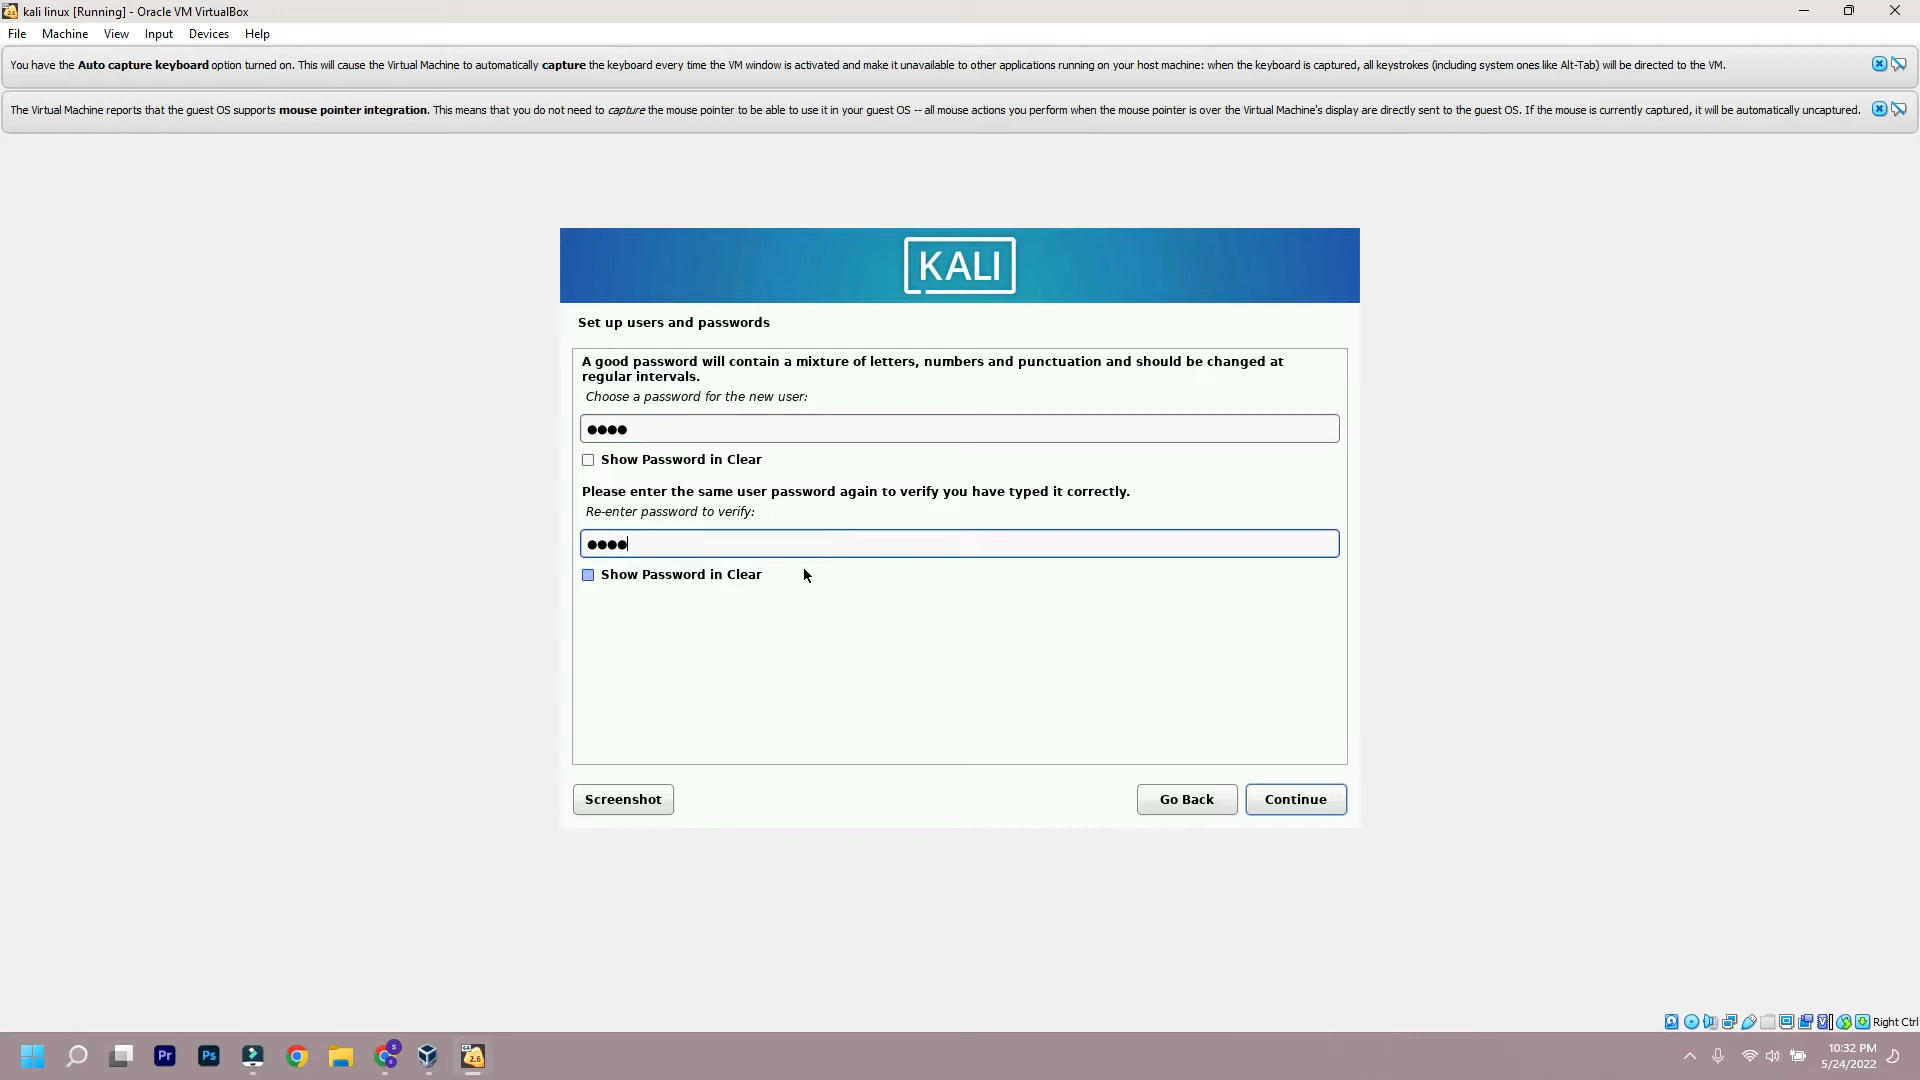 kali linux [Running] - Oracle VM VirtualBox
File Machine View Input Devices Help
You have the Auto capture keyboard option turned on. This will cause the Virtual Machine to automatically capture the keyboard every time the VM window is activated and make it unavailable to other applications running on your host machine: when the keyboard is captured, all keystrokes (including system ones like Alt-Tab) will be directed to the VM.
The Virtual Machine reports that the guest OS supports mouse pointer integration. This means that you do not need to capture the mouse pointer to be able to use it in your guest OS -- all mouse actions you perform when the mouse pointer is over the Virtual Machine's display are directly sent to the guest OS. If the mouse is currently captured, it will be automatically uncaptured.
KALI
Set up users and passwords
A good password will contain a mixture of letters, numbers and punctuation and should be changed at
regular intervals.
Choose a password for the new user:
●●●●
Show Password in Clear
Please enter the same user password again to verify you have typed it correctly.
Re-enter password to verify:
●●●●
Show Password in Clear
Screenshot Go Back Continue
Right Ctrl
Pr Ps S 64 2.6
10:32 PM
5/24/2022